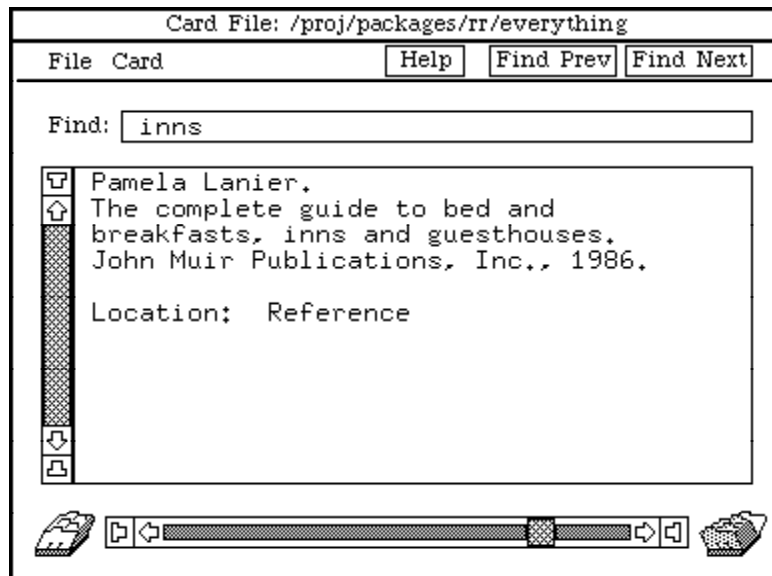 Card File: /proj/packages/rr/everything
File Card Help Find Prev Find Next
Find: inns
Pamela Lanier.
The complete guide to bed and
breakfasts, inns and guesthouses.
John Muir Publications, Inc., 1986.
Location: Reference